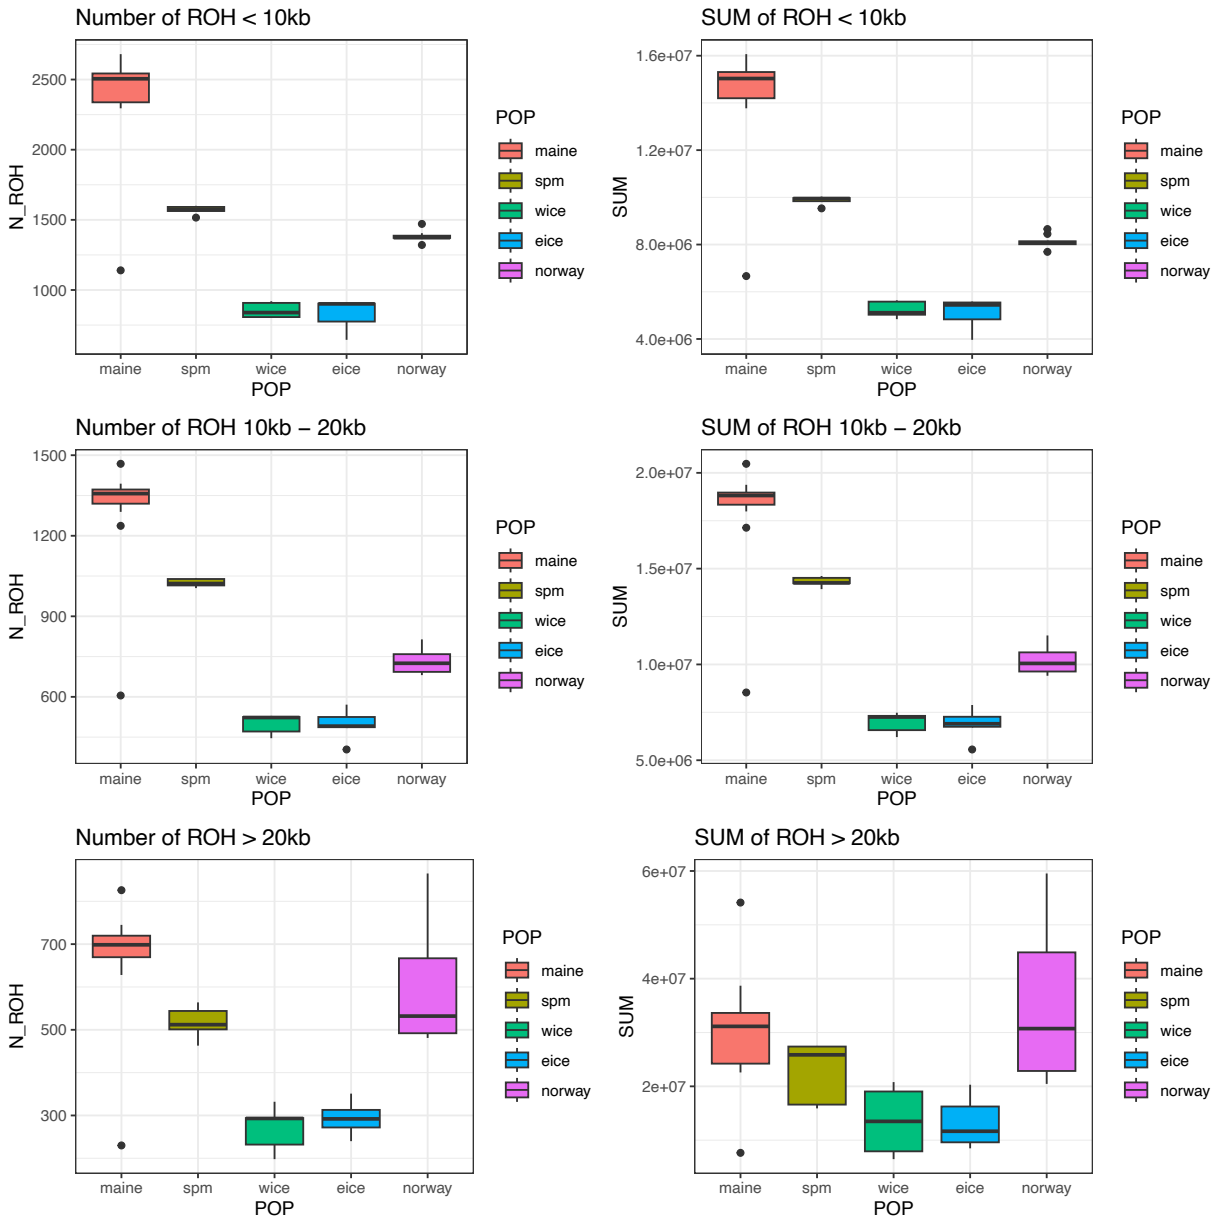 Number of ROH < 10kb
N_ROH
2500
2000
1500
1000
maine
spm
wice
eice
norway
POP
POP
maine
spm
wice
eice
norway
SUM of ROH < 10kb
SUM
1.6e+07
1.2e+07
8.0e+06
4.0e+06
maine
spm
wice
eice
norway
POP
POP
maine
spm
wice
eice
norway
Number of ROH 10kb − 20kb
N_ROH
1500
1200
900
600
maine
spm
wice
eice
norway
POP
POP
maine
spm
wice
eice
norway
SUM of ROH 10kb − 20kb
SUM
2.0e+07
1.5e+07
1.0e+07
5.0e+06
maine
spm
wice
eice
norway
POP
POP
maine
spm
wice
eice
norway
Number of ROH > 20kb
N_ROH
700
500
300
maine
spm
wice
eice
norway
POP
POP
maine
spm
wice
eice
norway
SUM of ROH > 20kb
SUM
6e+07
4e+07
2e+07
maine
spm
wice
eice
norway
POP
POP
maine
spm
wice
eice
norway